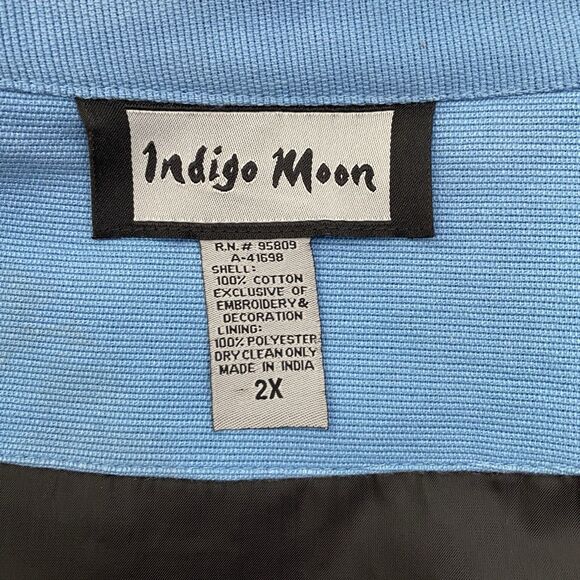 Indigo Moon
R.N.# 95809
A-41698
SHELL:
100% COTTON
EXCLUSIVE OF
EMBROIDERY &
DECORATION
LINING:
100% POLYESTER
DRY CLEAN ONLY
MADE IN INDIA
2X